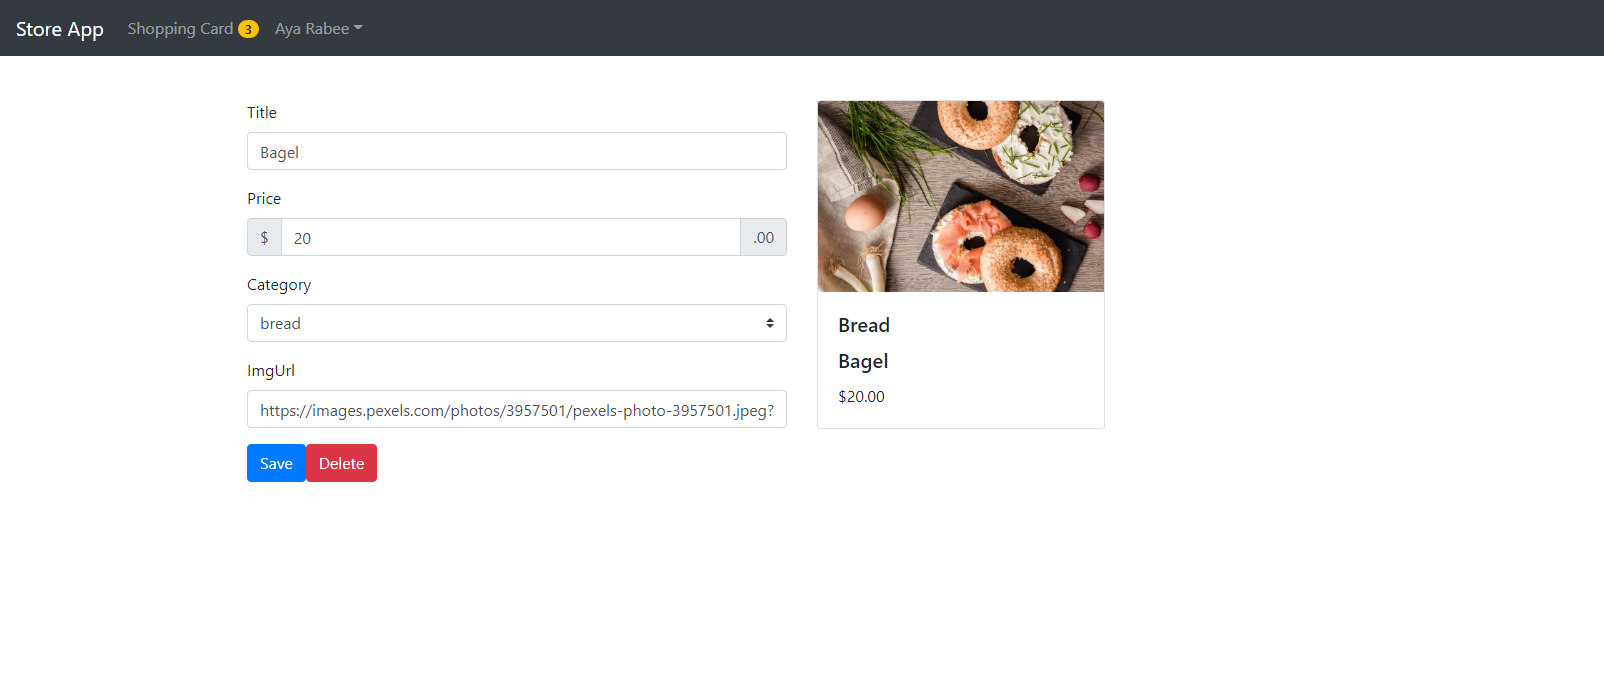 Store App Shopping Card 3 Aya Rabee
Title
Bagel
Price
$ 20 .00
Category
bread
ImgUrl
https://images.pexels.com/photos/3957501/pexels-photo-3957501.jpeg?
Save Delete
Bread
Bagel
$20.00